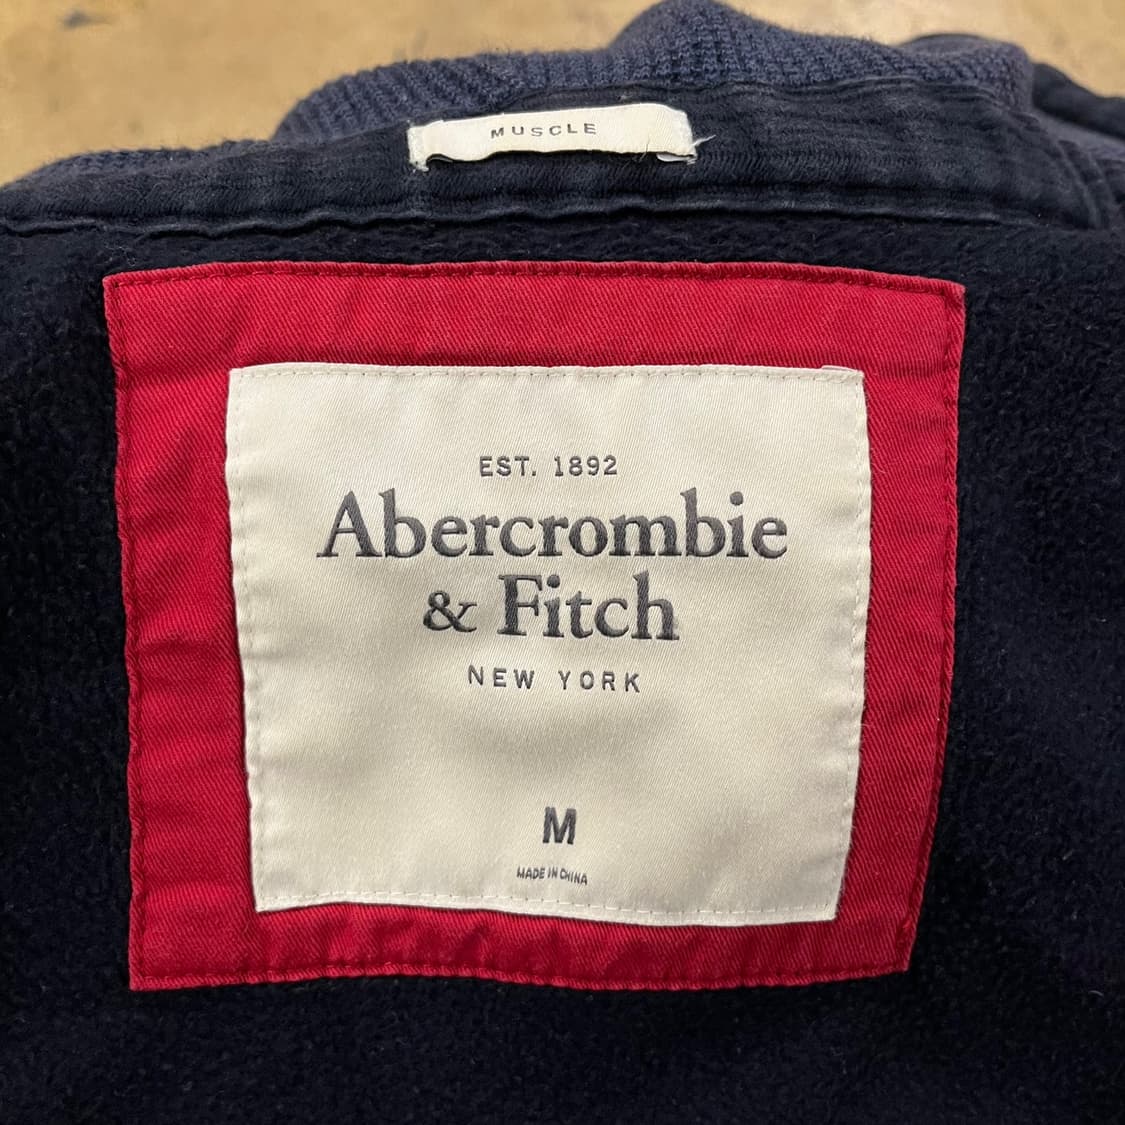 MUSCLE
EST. 1892
Abercrombie
& Fitch
NEW YORK
M
MADE IN CHINA